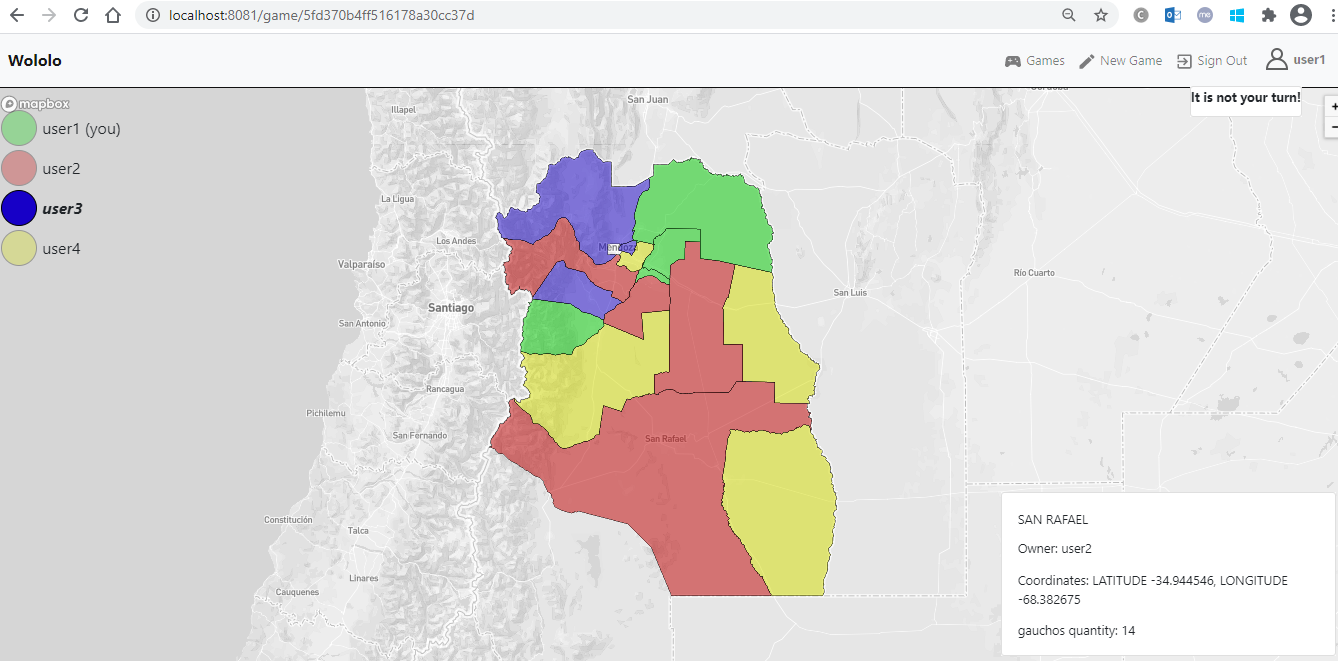 localhost:8081/game/5fd370b4ff516178a30cc37d
Wololo
Games
New Game
Sign Out
user1
mapbox
It is not your turn!
user1 (you)
user2
user3
user4
Illapel
San Juan
La Ligua
Los Andes
Valparaíso
Santiago
San Antonio
Rancagua
Pichilemu
San Fernando
Constitución
Talca
Linares
Cauquenes
Mendoza
San Luis
Río Cuarto
San Rafael
SAN RAFAEL
Owner: user2
Coordinates: LATITUDE -34.944546, LONGITUDE
-68.382675
gauchos quantity: 14